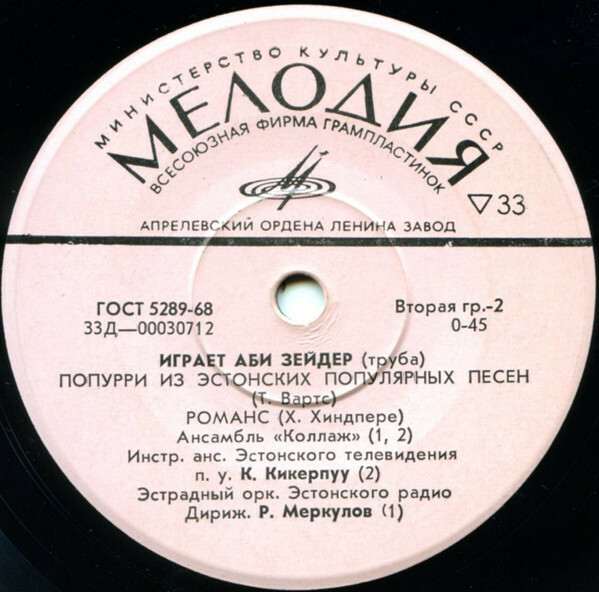 МИНИСТЕРСТВО КУЛЬТУРЫ СССР
МЕЛОДИЯ
ВСЕСОЮЗНАЯ ФИРМА ГРАМПЛАСТИНОК
▽ 33
АПРЕЛЕВСКИЙ ОРДЕНА ЛЕНИНА ЗАВОД
ГОСТ 5289-68 Вторая гр.-2
33Д—00030712 0-45
ИГРАЕТ АБИ ЗЕЙДЕР (труба)
ПОПУРРИ ИЗ ЭСТОНСКИХ ПОПУЛЯРНЫХ ПЕСЕН
(Т. Вартс)
РОМАНС (Х. Хиндпере)
Ансамбль «Коллаж» (1, 2)
Инстр. анс. Эстонского телевидения
п. у. К. Кикерпуу (2)
Эстрадный орк. Эстонского радио
Дириж. Р. Меркулов (1)